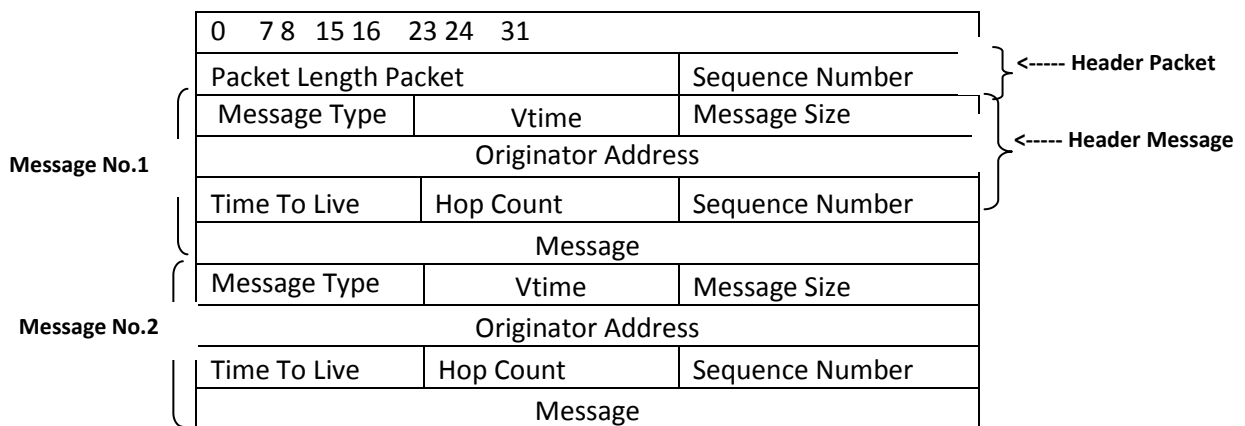 0 7 8 15 16 23 24 31
Packet Length Packet Sequence Number
<----- Header Packet
Message Type Vtime Message Size
<----- Header Message
Originator Address
Message No.1
Time To Live Hop Count Sequence Number
Message
Message Type Vtime Message Size
Message No.2 Originator Address
Time To Live Hop Count Sequence Number
Message